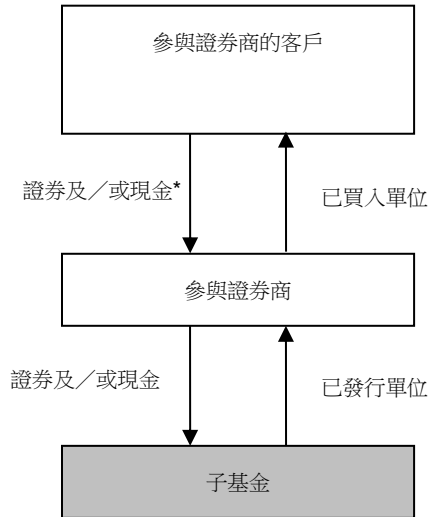 參與證券商的客戶
證券及／或現金*
已買入單位
參與證券商
證券及／或現金
已發行單位
子基金